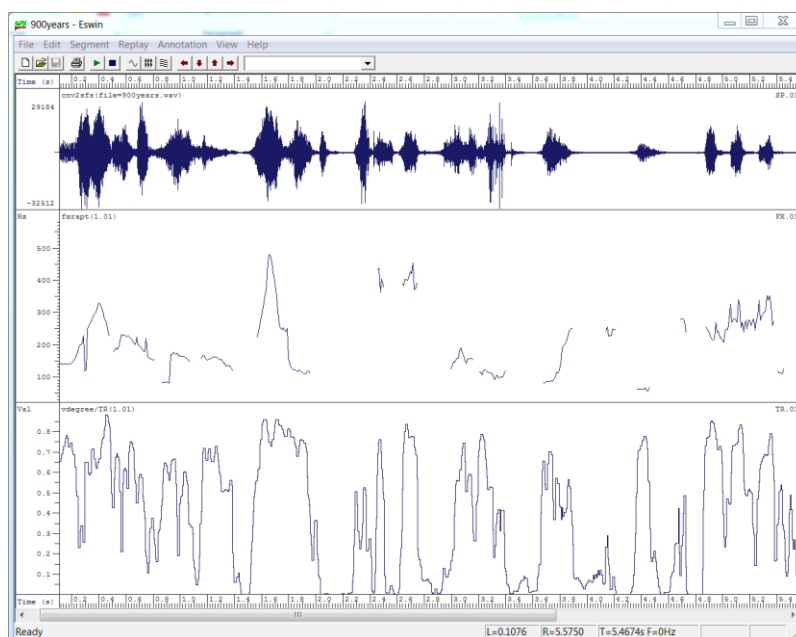 900years - Eswin
File Edit Segment Replay Annotation View Help
Time (s) 0.2 0.4 0.6 0.8 1.0 1.2 1.4 1.6 1.8 2.0 2.2 2.4 2.6 2.8 3.0 3.2 3.4 3.6 3.8 4.0 4.2 4.4 4.6 4.8 5.0 5.2 5.4
cnv2sfs(file=900years.wav) SP.01
29184
-32512
Hz fxrapt(1.01) FX.01
500
400
300
200
100
Val vdegree/TR(1.01) TR.01
0.8
0.7
0.6
0.5
0.4
0.3
0.2
0.1
Time (s) 0.2 0.4 0.6 0.8 1.0 1.2 1.4 1.6 1.8 2.0 2.2 2.4 2.6 2.8 3.0 3.2 3.4 3.6 3.8 4.0 4.2 4.4 4.6 4.8 5.0 5.2 5.4
Ready L=0.1076 R=5.5750 T=5.4674s F=0Hz